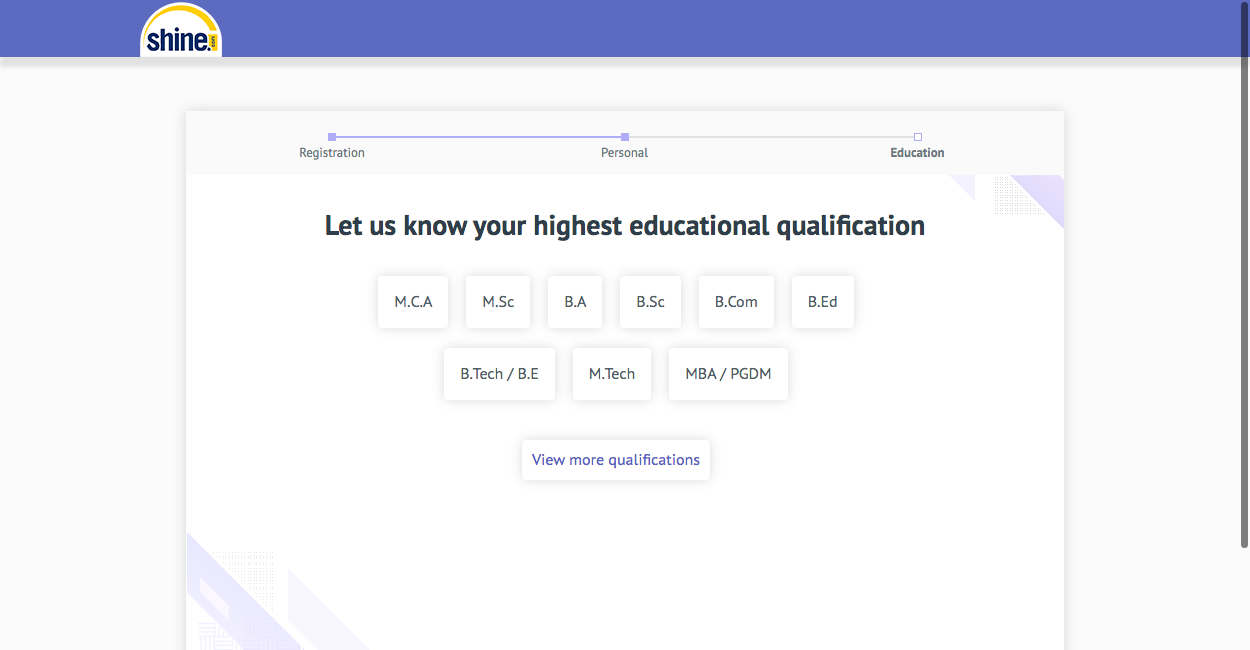 shine.com
Registration Personal Education
Let us know your highest educational qualification
M.C.A M.Sc B.A B.Sc B.Com B.Ed
B.Tech / B.E M.Tech MBA / PGDM
View more qualifications